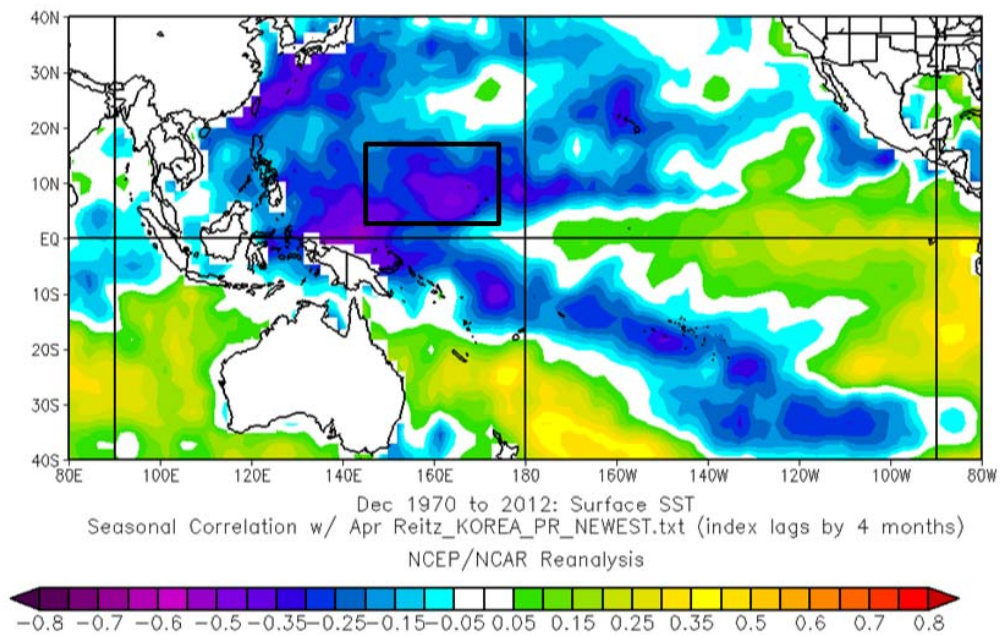 40N
30N
20N
10N
EQ
10S
20S
30S
40S
80E 100E 120E 140E 160E 180 160W 140W 120W 100W 80W
Dec 1970 to 2012: Surface SST
Seasonal Correlation w/ Apr Reitz_KOREA_PR_NEWEST.txt (index lags by 4 months)
NCEP/NCAR Reanalysis
-0.8 -0.7 -0.6 -0.5 -0.35 -0.25 -0.15 -0.05 0.05 0.15 0.25 0.35 0.5 0.6 0.7 0.8